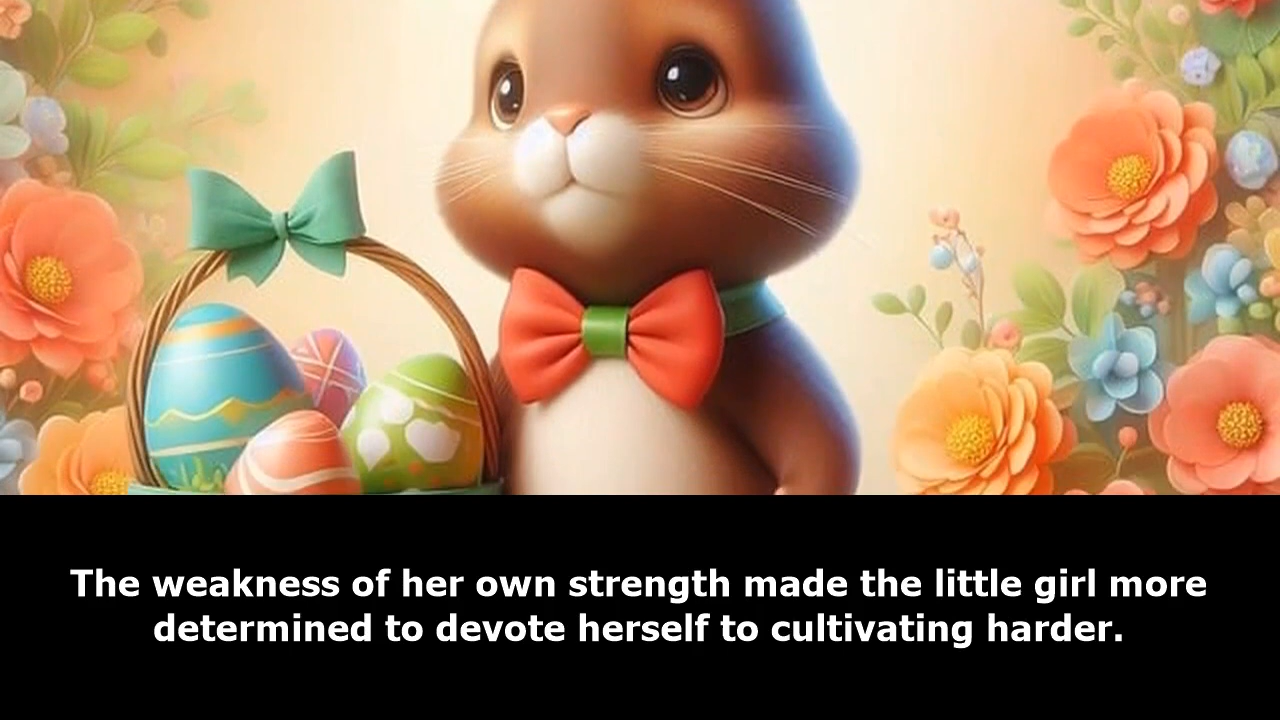 The weakness of her own strength made the little girl more
determined to devote herself to cultivating harder.